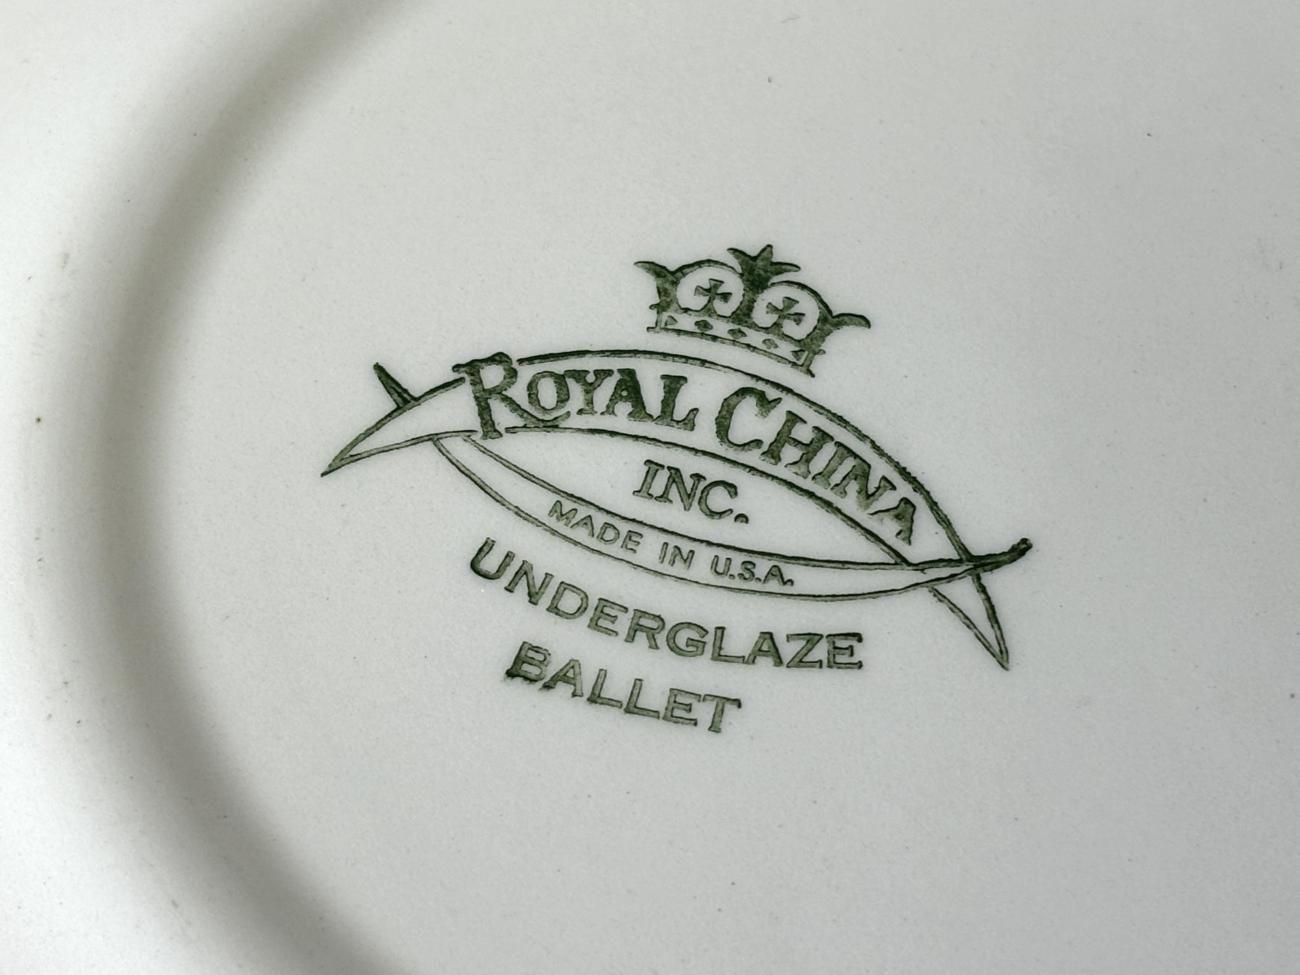 ROYAL CHINA
INC.
MADE IN U.S.A.
UNDERGLAZE
BALLET